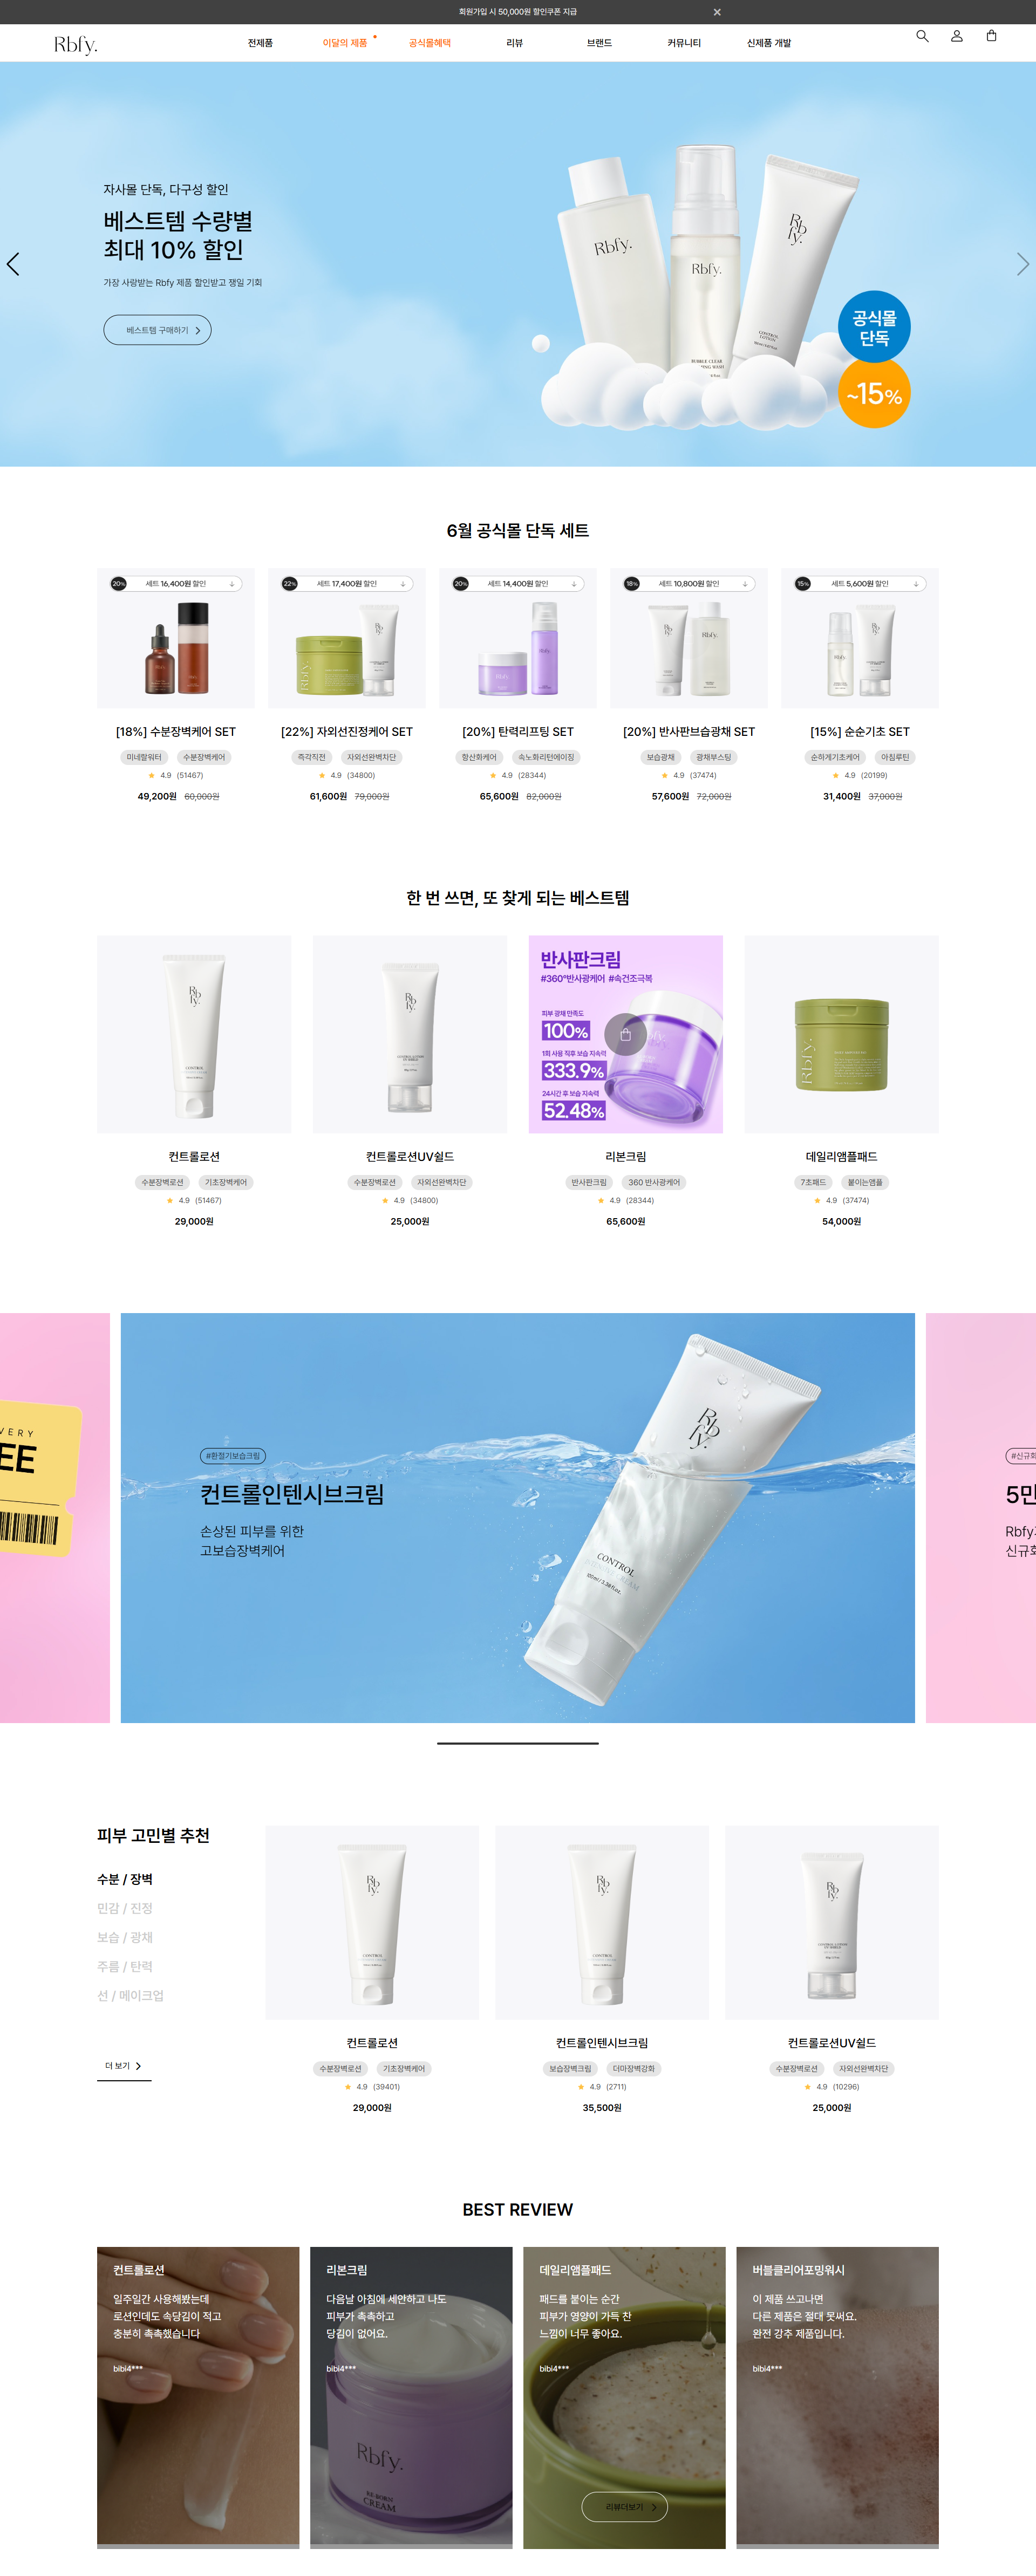 회원가입 시 50,000원 할인쿠폰 지급
Rbfy.
전제품
이달의 제품
공식몰혜택
리뷰
브랜드
커뮤니티
신제품 개발
자사몰 단독, 다구성 할인
베스트템 수량별
최대 10% 할인
가장 사랑받는 Rbfy 제품 할인받고 쟁일 기회
베스트템 구매하기
Rbfy.
Rbfy.
Rbfy.
CONTROL
LOTION
공식몰
단독
~15%
6월 공식몰 단독 세트
20% 세트 16,400원 할인
22% 세트 17,400원 할인
20% 세트 14,400원 할인
18% 세트 10,800원 할인
15% 세트 5,600원 할인
[18%] 수분장벽케어 SET
[22%] 자외선진정케어 SET
[20%] 탄력리프팅 SET
[20%] 반사판브습광채 SET
[15%] 순순기초 SET
미네랄워터 수분장벽케어
즉각직전 자외선완벽차단
항산화케어 속노화리턴에이징
보습광채 광채부스팅
순하게기초케어 아침루틴
4.9 (51467)
4.9 (34800)
4.9 (28344)
4.9 (37474)
4.9 (20199)
49,200원 60,000원
61,600원 79,000원
65,600원 82,000원
57,600원 72,000원
31,400원 37,000원
한 번 쓰면, 또 찾게 되는 베스트템
반사판크림
#360°반사광케어 #속건조극복
피부 광채 만족도
100%
1회 사용 직후 보습 지속력
333.9%
24시간 후 보습 지속력
52.48%
컨트롤로션
컨트롤로션UV쉴드
리본크림
데일리앰플패드
수분장벽로션 기초장벽케어
수분장벽로션 자외선완벽차단
반사판크림 360 반사광케어
7초패드 붙이는앰플
4.9 (51467)
4.9 (34800)
4.9 (28344)
4.9 (37474)
29,000원
25,000원
65,600원
54,000원
VERY
EE
#환절기보습크림
컨트롤인텐시브크림
손상된 피부를 위한
고보습장벽케어
Rbfy.
CONTROL
#신규회
5만
Rbfy
신규회
피부 고민별 추천
수분 / 장벽
민감 / 진정
보습 / 광채
주름 / 탄력
선 / 메이크업
더 보기
컨트롤로션
컨트롤인텐시브크림
컨트롤로션UV쉴드
수분장벽로션 기초장벽케어
보습장벽크림 더마장벽강화
수분장벽로션 자외선완벽차단
4.9 (39401)
4.9 (2711)
4.9 (10296)
29,000원
35,500원
25,000원
BEST REVIEW
컨트롤로션
일주일간 사용해봤는데
로션인데도 속당김이 적고
충분히 촉촉했습니다
bibi4***
리본크림
다음날 아침에 세안하고 나도
피부가 촉촉하고
당김이 없어요.
bibi4***
Rbfy.
RE-BORN
CREAM
데일리앰플패드
패드를 붙이는 순간
피부가 영양이 가득 찬
느낌이 너무 좋아요.
bibi4***
리뷰더보기
버블클리어포밍워시
이 제품 쓰고나면
다른 제품은 절대 못써요.
완전 강추 제품입니다.
bibi4***